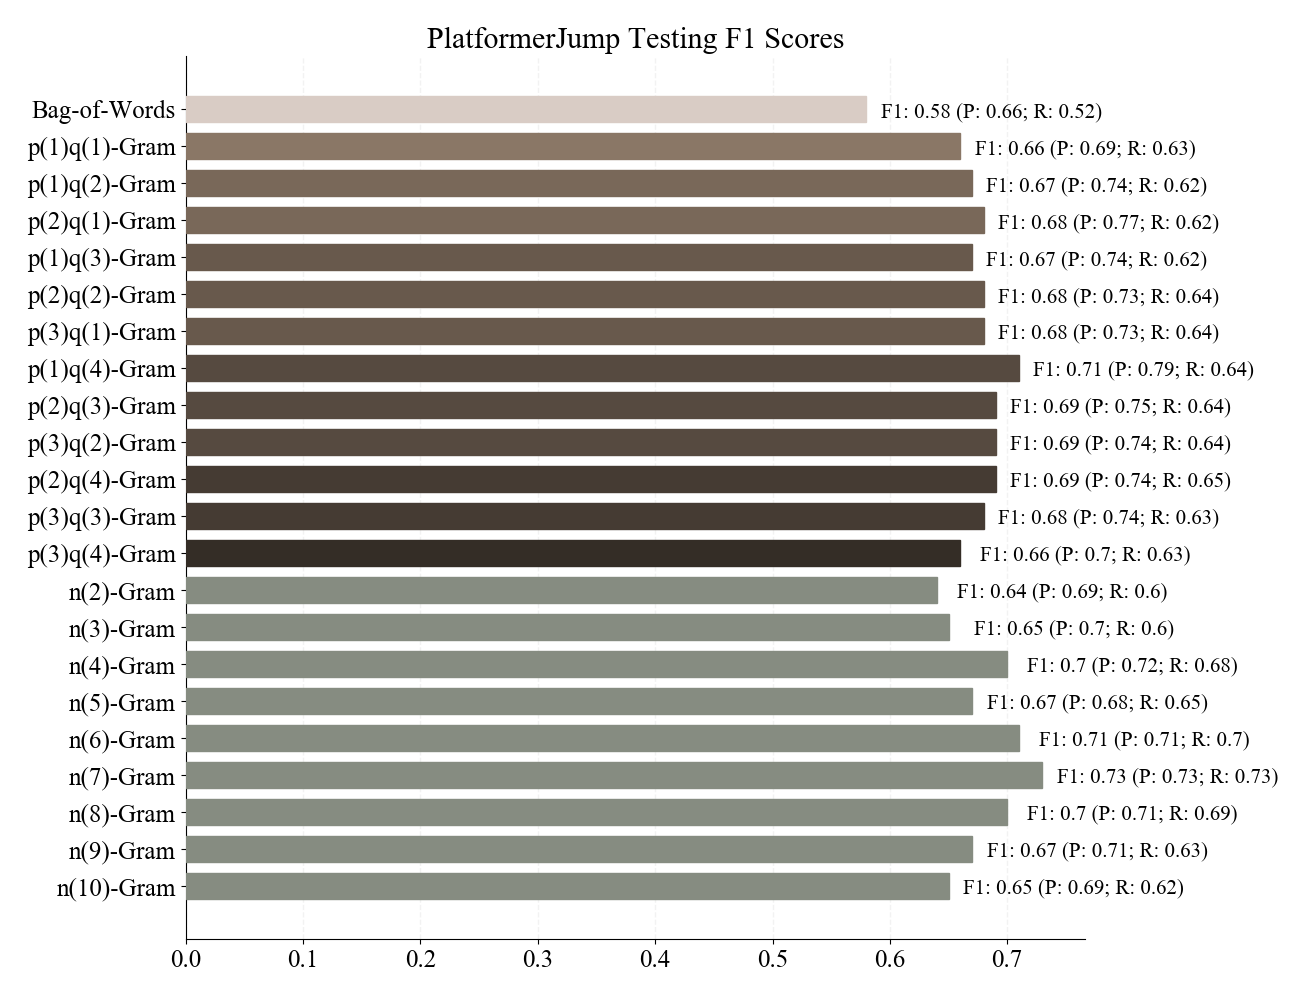 PlatformerJump Testing F1 Scores
Bag-of-Words F1: 0.58 (P: 0.66; R: 0.52)
p(1)q(1)-Gram F1: 0.66 (P: 0.69; R: 0.63)
p(1)q(2)-Gram F1: 0.67 (P: 0.74; R: 0.62)
p(2)q(1)-Gram F1: 0.68 (P: 0.77; R: 0.62)
p(1)q(3)-Gram F1: 0.67 (P: 0.74; R: 0.62)
p(2)q(2)-Gram F1: 0.68 (P: 0.73; R: 0.64)
p(3)q(1)-Gram F1: 0.68 (P: 0.73; R: 0.64)
p(1)q(4)-Gram F1: 0.71 (P: 0.79; R: 0.64)
p(2)q(3)-Gram F1: 0.69 (P: 0.75; R: 0.64)
p(3)q(2)-Gram F1: 0.69 (P: 0.74; R: 0.64)
p(2)q(4)-Gram F1: 0.69 (P: 0.74; R: 0.65)
p(3)q(3)-Gram F1: 0.68 (P: 0.74; R: 0.63)
p(3)q(4)-Gram F1: 0.66 (P: 0.7; R: 0.63)
n(2)-Gram F1: 0.64 (P: 0.69; R: 0.6)
n(3)-Gram F1: 0.65 (P: 0.7; R: 0.6)
n(4)-Gram F1: 0.7 (P: 0.72; R: 0.68)
n(5)-Gram F1: 0.67 (P: 0.68; R: 0.65)
n(6)-Gram F1: 0.71 (P: 0.71; R: 0.7)
n(7)-Gram F1: 0.73 (P: 0.73; R: 0.73)
n(8)-Gram F1: 0.7 (P: 0.71; R: 0.69)
n(9)-Gram F1: 0.67 (P: 0.71; R: 0.63)
n(10)-Gram F1: 0.65 (P: 0.69; R: 0.62)
0.0 0.1 0.2 0.3 0.4 0.5 0.6 0.7